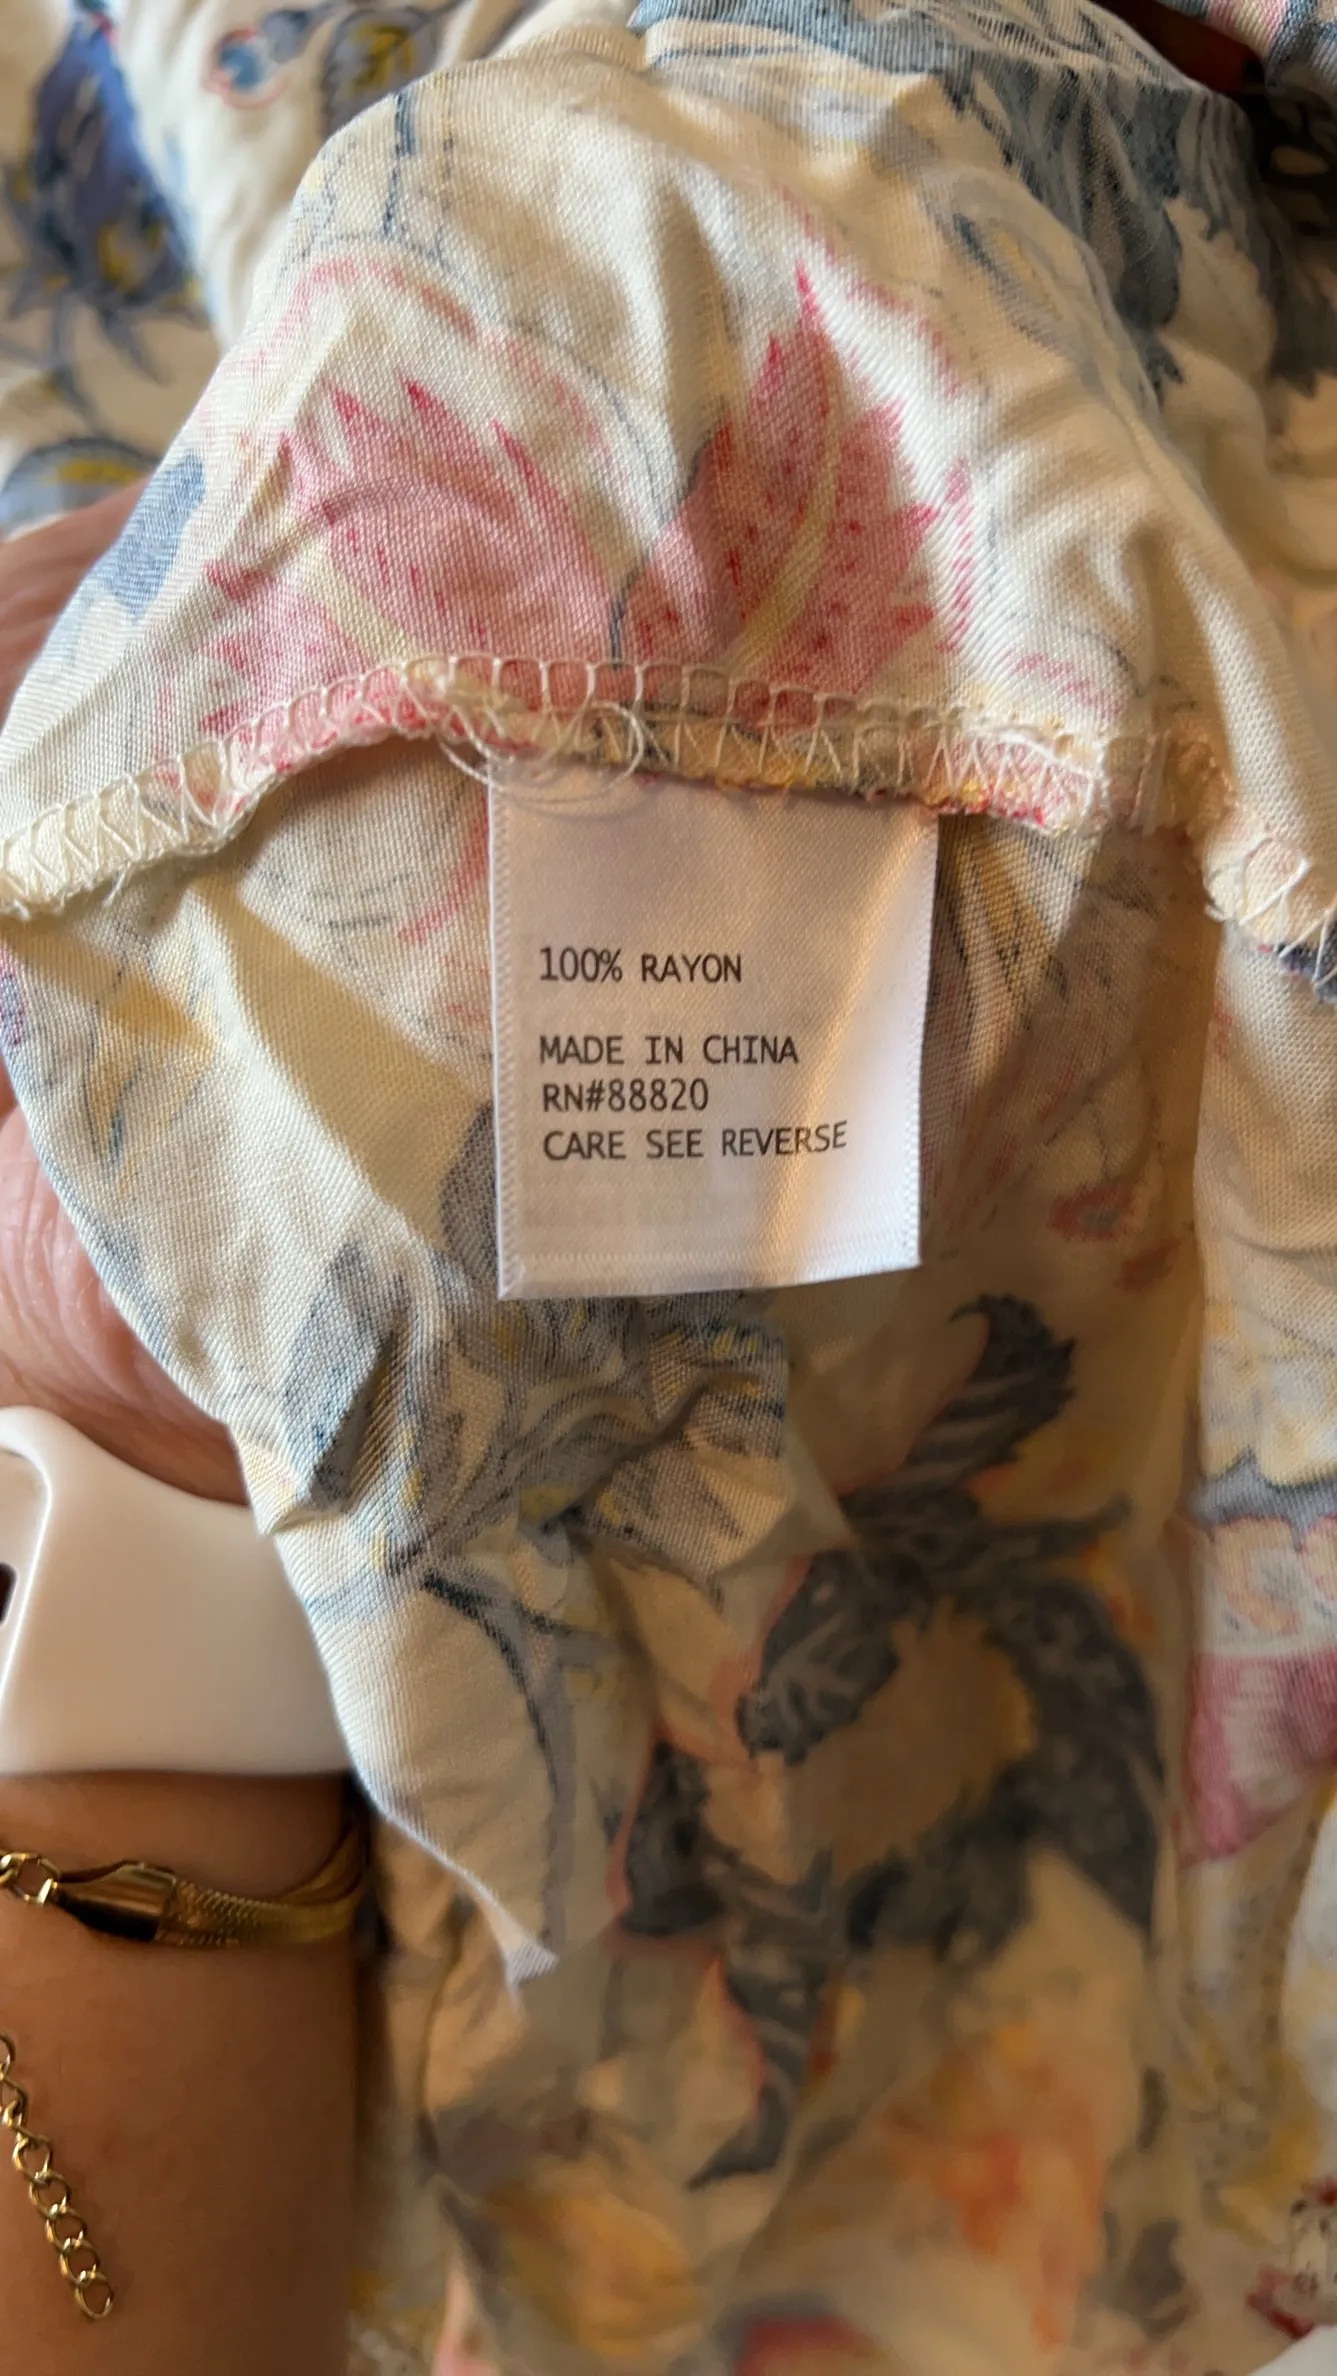 100% RAYON
MADE IN CHINA
RN#88820
CARE SEE REVERSE